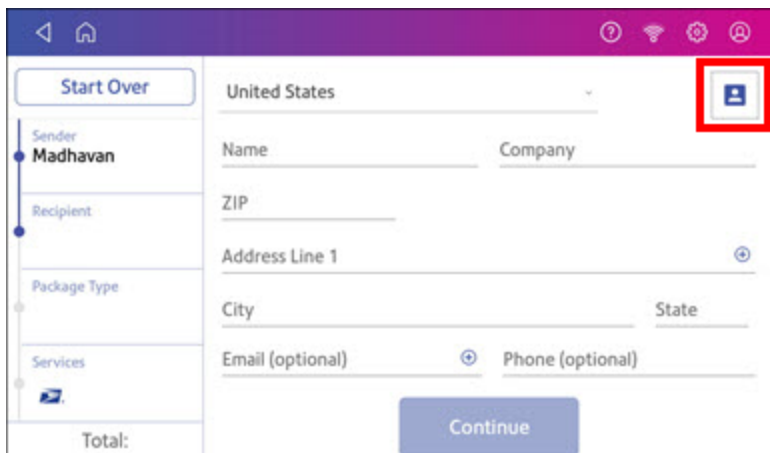 Start Over
Sender
Madhavan
Recipient
Package Type
Services
Total:
United States
Name Company
ZIP
Address Line 1
City State
Email (optional) Phone (optional)
Continue